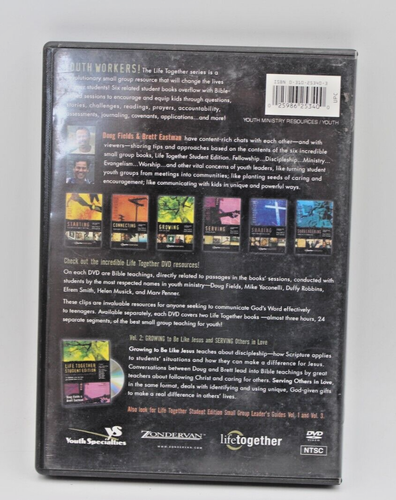 YOUTH WORKERS! The Life Together series is a
revolutionary small group resource that will change the lives
students! Six related student books overflow with Bible-
sessions to encourage and equip kids through questions,
stories, challenges, readings, prayers, accountability,
assessments, journaling, covenants, applications...and more!
ISBN 0-310-25340-3
25986 25340
YOUTH MINISTRY RESOURCES / YOUTH
Doug Fields & Brett Eastman have content-rich chats with each other—and with
viewers—sharing tips and approaches based on the contents of the six incredible
small group books, Life Together Student Edition, Fellowship...Discipleship...Ministry...
Evangelism...Worship...and other vital concerns of youth leaders, like turning student
youth groups from meetings into communities; like planting seeds of caring and
encouragement; like communicating with kids in unique and powerful ways.
STARTING
CONNECTING
GROWING
SERVING
SHARING
SURRENDERING
Check out the incredible Life Together DVD resources!
On each DVD are Bible teachings, directly related to passages in the books' sessions, conducted
with students by the most respected names in youth ministry—Doug Fields, Mike Yaconelli, Duffy Robbins,
Efrem Smith, Helen Musick, and Marv Penner.
These clips are invaluable resources for anyone seeking to communicate God's Word effectively
to teenagers. Available separately, each DVD covers two Life Together books —almost three hours, 24
separate segments, of the best small group teaching for youth!
Vol. 2: GROWING to Be Like Jesus and SERVING Others in Love
Growing to Be Like Jesus teaches about discipleship—how Scripture applies
to students' situations and how they can make a difference for Jesus.
Conversations between Doug and Brett lead into Bible teachings by great
teachers about following Christ and caring for others. Serving Others in Love,
in the same format, deals with identifying and using unique, God-given gifts
to make a real difference in others' lives.
LIFE TOGETHER
STUDENT EDITION
Doug Fields &
Brett Eastman
Also look for Life Together Student Edition Small Group Leader's Guides Vol. 1 and Vol. 2.
YS
Youth Specialties
ZONDERVAN
WWW.ZONDERVAN.COM
lifetogether
DVD
VIDEO
NTSC